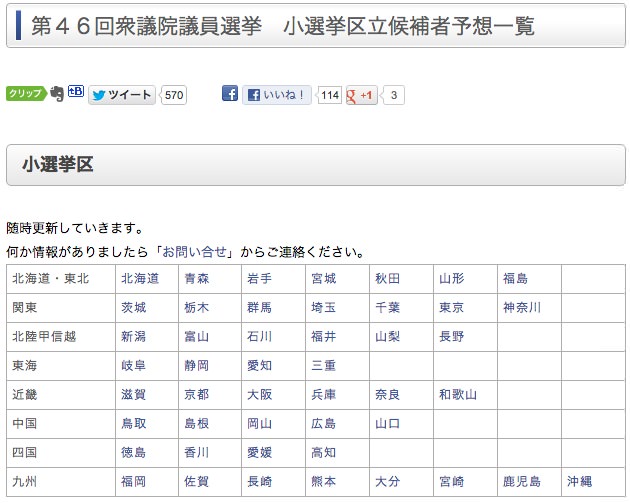 第４６回衆議院議員選挙　小選挙区立候補者予想一覧
クリップ B ツイート 570 f f いいね！ 114 g +1 3
小選挙区
随時更新していきます。
何か情報がありましたら「お問い合せ」からご連絡ください。
北海道・東北 北海道 青森 岩手 宮城 秋田 山形 福島
関東 茨城 栃木 群馬 埼玉 千葉 東京 神奈川
北陸甲信越 新潟 富山 石川 福井 山梨 長野
東海 岐阜 静岡 愛知 三重
近畿 滋賀 京都 大阪 兵庫 奈良 和歌山
中国 鳥取 島根 岡山 広島 山口
四国 徳島 香川 愛媛 高知
九州 福岡 佐賀 長崎 熊本 大分 宮崎 鹿児島 沖縄